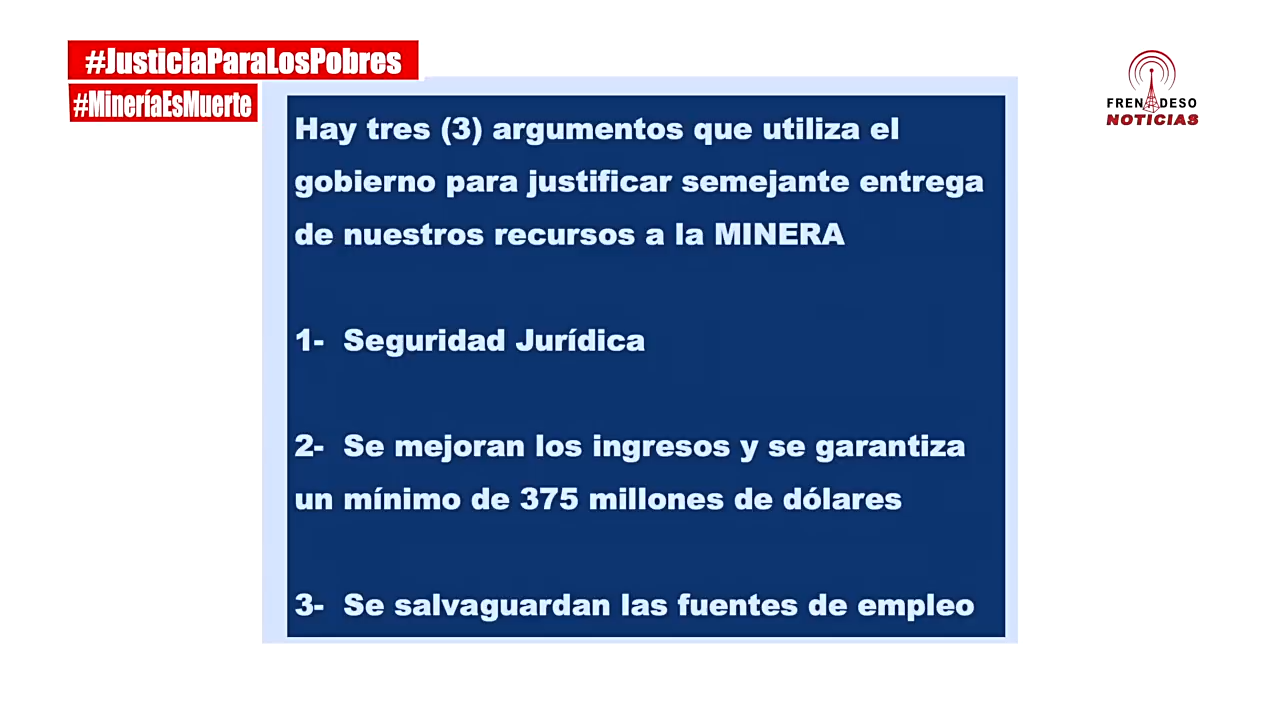 #JusticiaParaLosPobres
#MineríaEsMuerte
FRENADESO
NOTICIAS
Hay tres (3) argumentos que utiliza el
gobierno para justificar semejante entrega
de nuestros recursos a la MINERA
1- Seguridad Jurídica
2- Se mejoran los ingresos y se garantiza
un mínimo de 375 millones de dólares
3- Se salvaguardan las fuentes de empleo